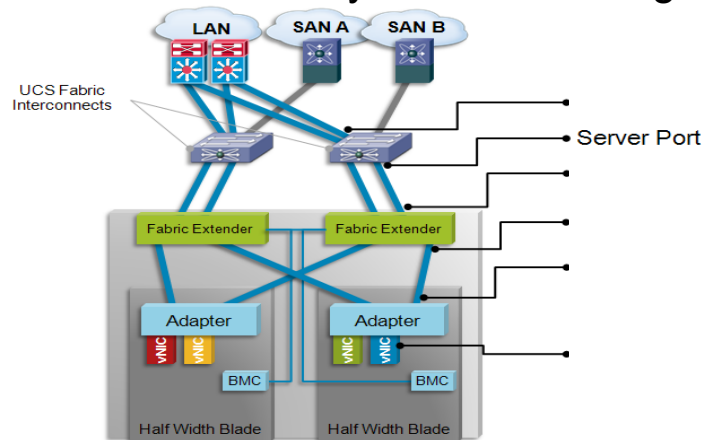 LAN
SAN A
SAN B
UCS Fabric
Interconnects
Server Port
Fabric Extender
Fabric Extender
Adapter
Adapter
vNIC
vNIC
vNIC
vNIC
BMC
BMC
Half Width Blade
Half Width Blade